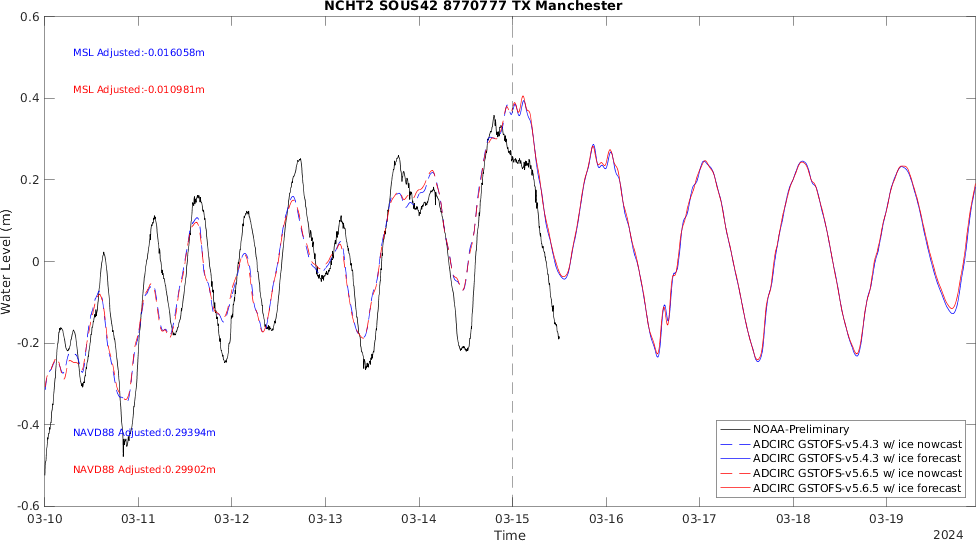 NCHT2 SOUS42 8770777 TX Manchester
0.6
MSL Adjusted:-0.016058m
MSL Adjusted:-0.010981m
0.4
0.2
Water Level (m)
0
-0.2
-0.4
NAVD88 Adjusted:0.29394m
NAVD88 Adjusted:0.29902m
-0.6
NOAA-Preliminary
ADCIRC GSTOFS-v5.4.3 w/ ice nowcast
ADCIRC GSTOFS-v5.4.3 w/ ice forecast
ADCIRC GSTOFS-v5.6.5 w/ ice nowcast
ADCIRC GSTOFS-v5.6.5 w/ ice forecast
03-10 03-11 03-12 03-13 03-14 03-15 03-16 03-17 03-18 03-19
Time
2024